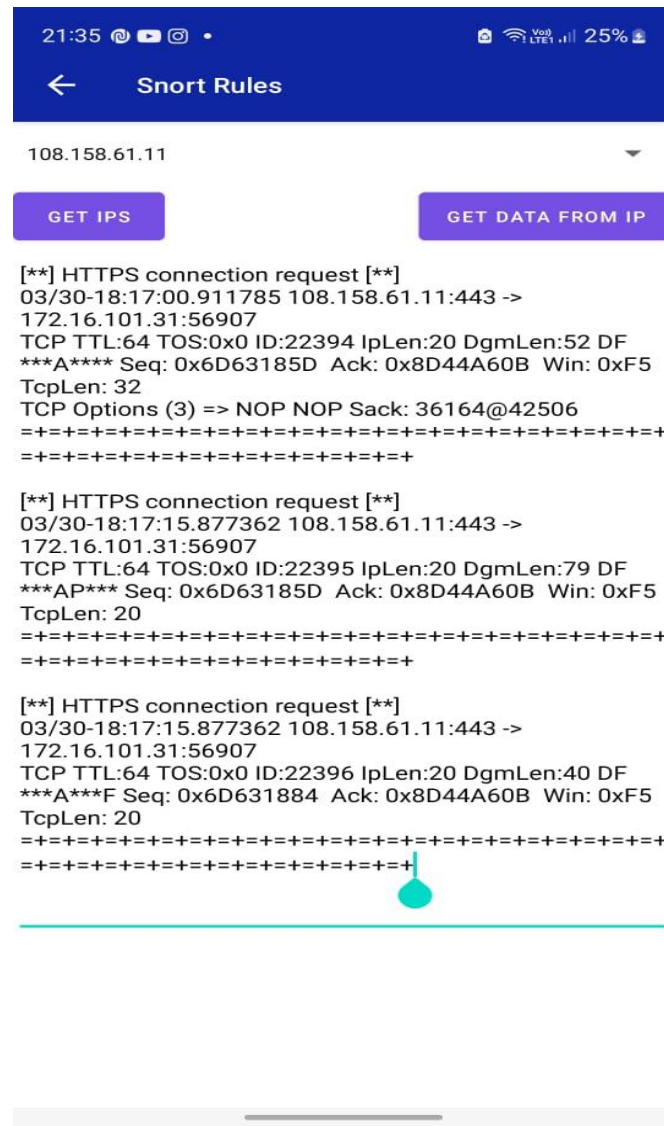 21:35
Vo)) LTE1
25%
Snort Rules
108.158.61.11
GET IPS
GET DATA FROM IP
[**] HTTPS connection request [**]
03/30-18:17:00.911785 108.158.61.11:443 ->
172.16.101.31:56907
TCP TTL:64 TOS:0x0 ID:22394 IpLen:20 DgmLen:52 DF
***A**** Seq: 0x6D63185D Ack: 0x8D44A60B Win: 0xF5
TcpLen: 32
TCP Options (3) => NOP NOP Sack: 36164@42506
=+=+=+=+=+=+=+=+=+=+=+=+=+=+=+=+=+=+=+=+=+=+=+
=+=+=+=+=+=+=+=+=+=+=+=+=+=+
[**] HTTPS connection request [**]
03/30-18:17:15.877362 108.158.61.11:443 ->
172.16.101.31:56907
TCP TTL:64 TOS:0x0 ID:22395 IpLen:20 DgmLen:79 DF
***AP*** Seq: 0x6D63185D Ack: 0x8D44A60B Win: 0xF5
TcpLen: 20
=+=+=+=+=+=+=+=+=+=+=+=+=+=+=+=+=+=+=+=+=+=+=+
=+=+=+=+=+=+=+=+=+=+=+=+=+=+
[**] HTTPS connection request [**]
03/30-18:17:15.877362 108.158.61.11:443 ->
172.16.101.31:56907
TCP TTL:64 TOS:0x0 ID:22396 IpLen:20 DgmLen:40 DF
***A***F Seq: 0x6D631884 Ack: 0x8D44A60B Win: 0xF5
TcpLen: 20
=+=+=+=+=+=+=+=+=+=+=+=+=+=+=+=+=+=+=+=+=+=+=+
=+=+=+=+=+=+=+=+=+=+=+=+=+=+